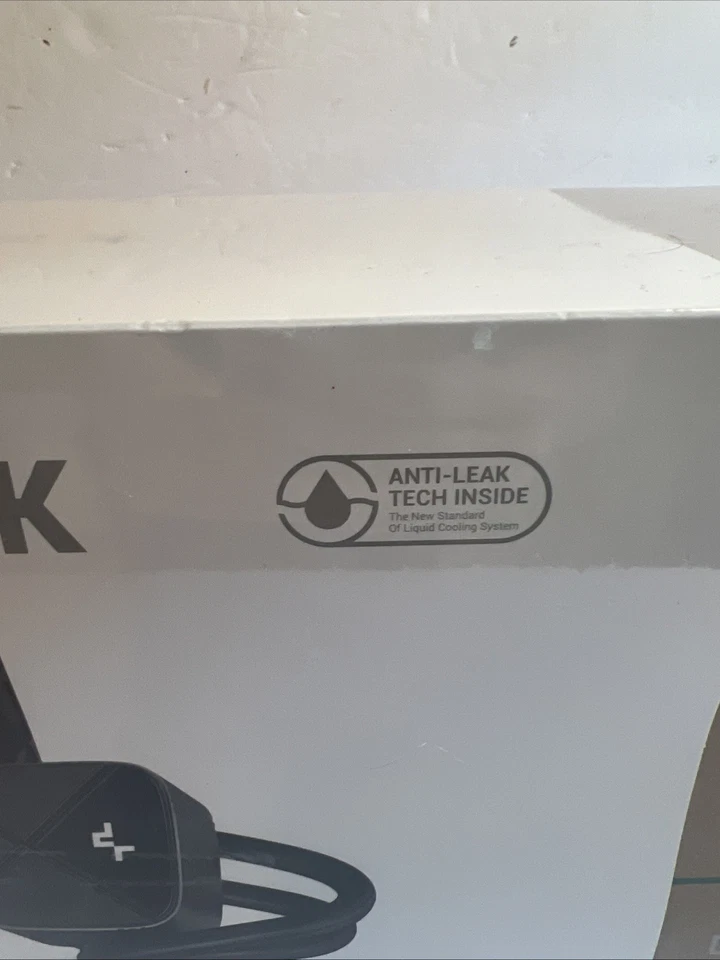 K
ANTI-LEAK
TECH INSIDE
The New Standard
Of Liquid Cooling System